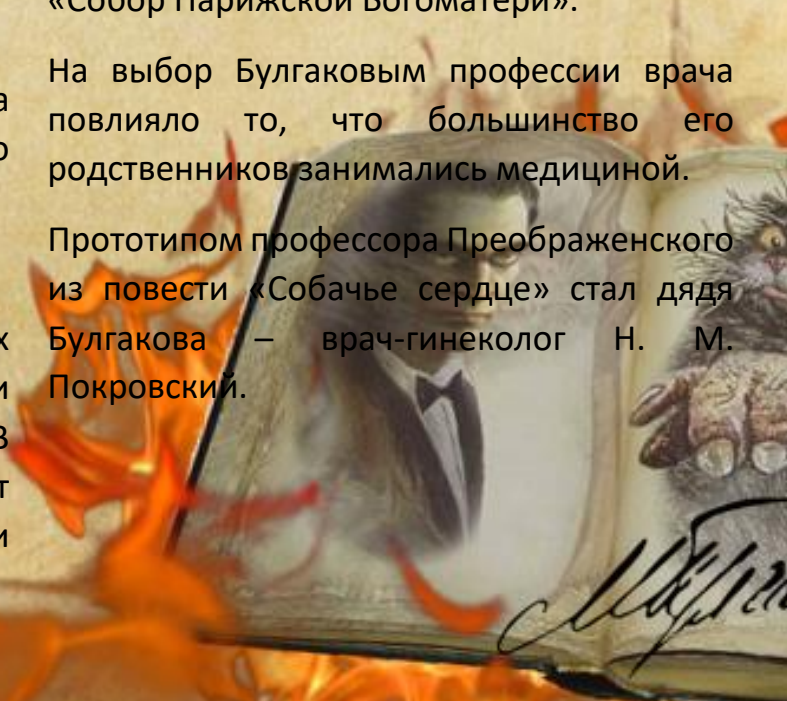 «Собор Парижской Богоматери».
На выбор Булгаковым профессии врача
повлияло то, что большинство его
родственников занимались медициной.
Прототипом профессора Преображенского
из повести «Собачье сердце» стал дядя
Булгакова – врач-гинеколог Н. М.
Покровский.